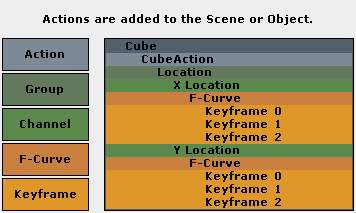 Actions are added to the Scene or Object.
Action
Group
Channel
F-Curve
Keyframe
Cube
CubeAction
Location
X Location
F-Curve
Keyframe 0
Keyframe 1
Keyframe 2
Y Location
F-Curve
Keyframe 0
Keyframe 1
Keyframe 2